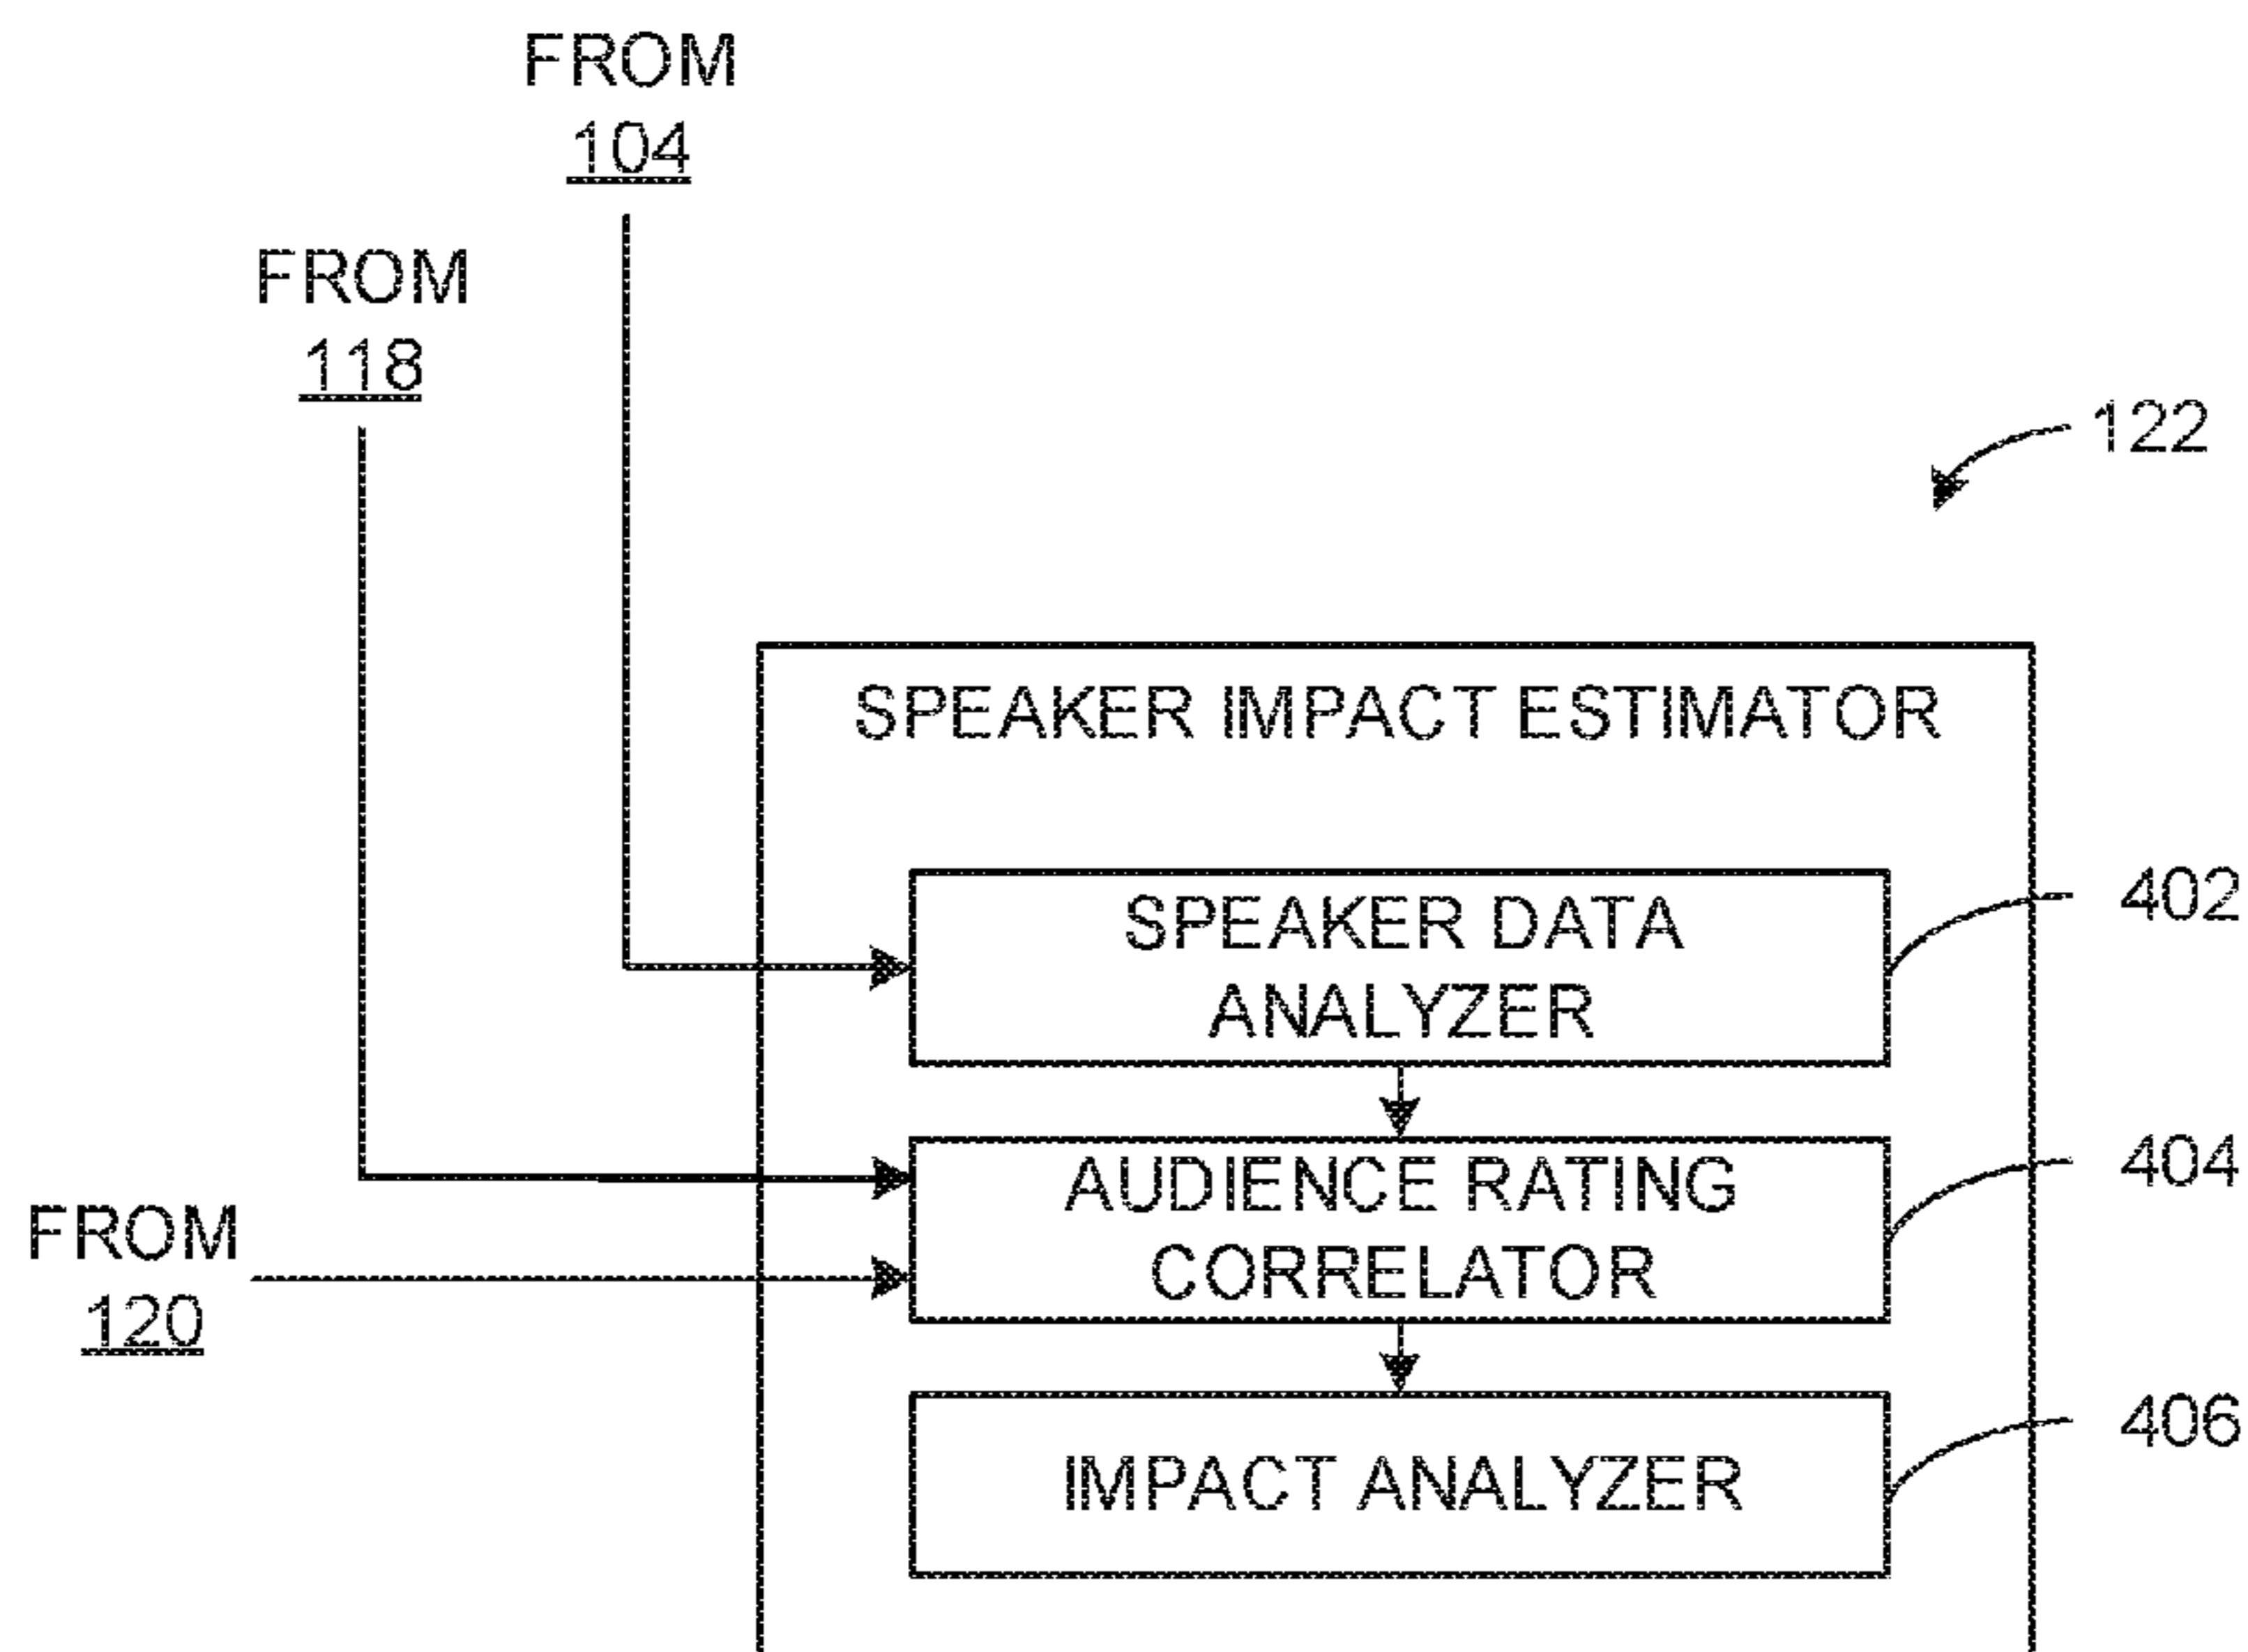 FROM
104
FROM
118
122
SPEAKER IMPACT ESTIMATOR
SPEAKER DATA
ANALYZER
402
AUDIENCE RATING
CORRELATOR
404
FROM
120
IMPACT ANALYZER
406